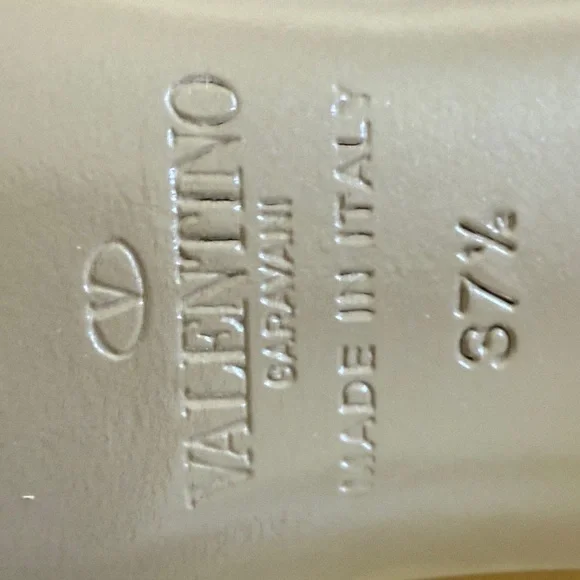 V
VALENTINO
GARAVANI
MADE IN ITALY
37½